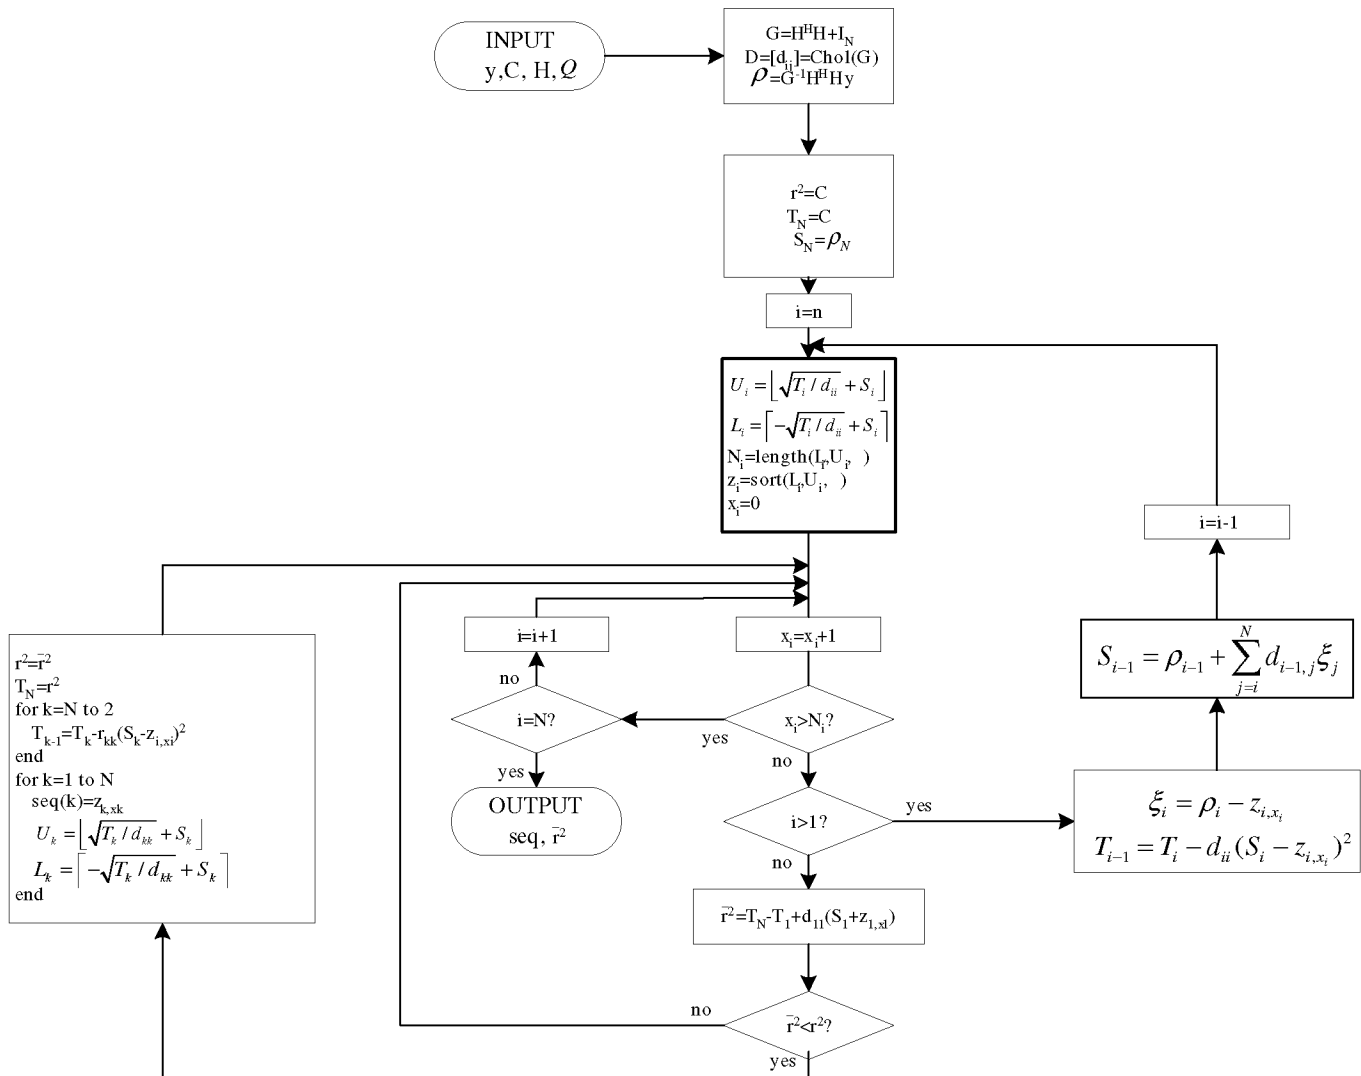 INPUT
y,C, H,Q
G=HᴴH+I_N
D=[d_ii]=Chol(G)
ρ=G⁻¹HᴴHy
r²=C
T_N=C
S_N=ρ_N
i=n
U_i = ⌊√(T_i / d_ii) + S_i⌋
L_i = ⌈−√(T_i / d_ii) + S_i⌉
N_i=length(L_i,U_i, )
z_i=sort(L_i,U_i, )
x_i=0
i=i-1
i=i+1
x_i=x_i+1
S_{i−1} = ρ_{i−1} + ∑_{j=i}^{N} d_{i−1, j} ξ_j
r²=r̄²
T_N=r²
for k=N to 2
T_{k-1}=T_k-r_kk(S_k-z_{i,xi})²
end
for k=1 to N
seq(k)=z_{k,xk}
U_k = ⌊√(T_k / d_kk) + S_k⌋
L_k = ⌈−√(T_k / d_kk) + S_k⌉
end
no
i=N?
yes
x_i>N_i?
yes
no
OUTPUT
seq, r̄²
i>1?
yes
no
ξ_i = ρ_i − z_{i,x_i}
T_{i−1} = T_i − d_ii (S_i − z_{i,x_i})²
r̄²=T_N-T_1+d_11(S_1+z_{1,x1})
no
r̄²<r²?
yes